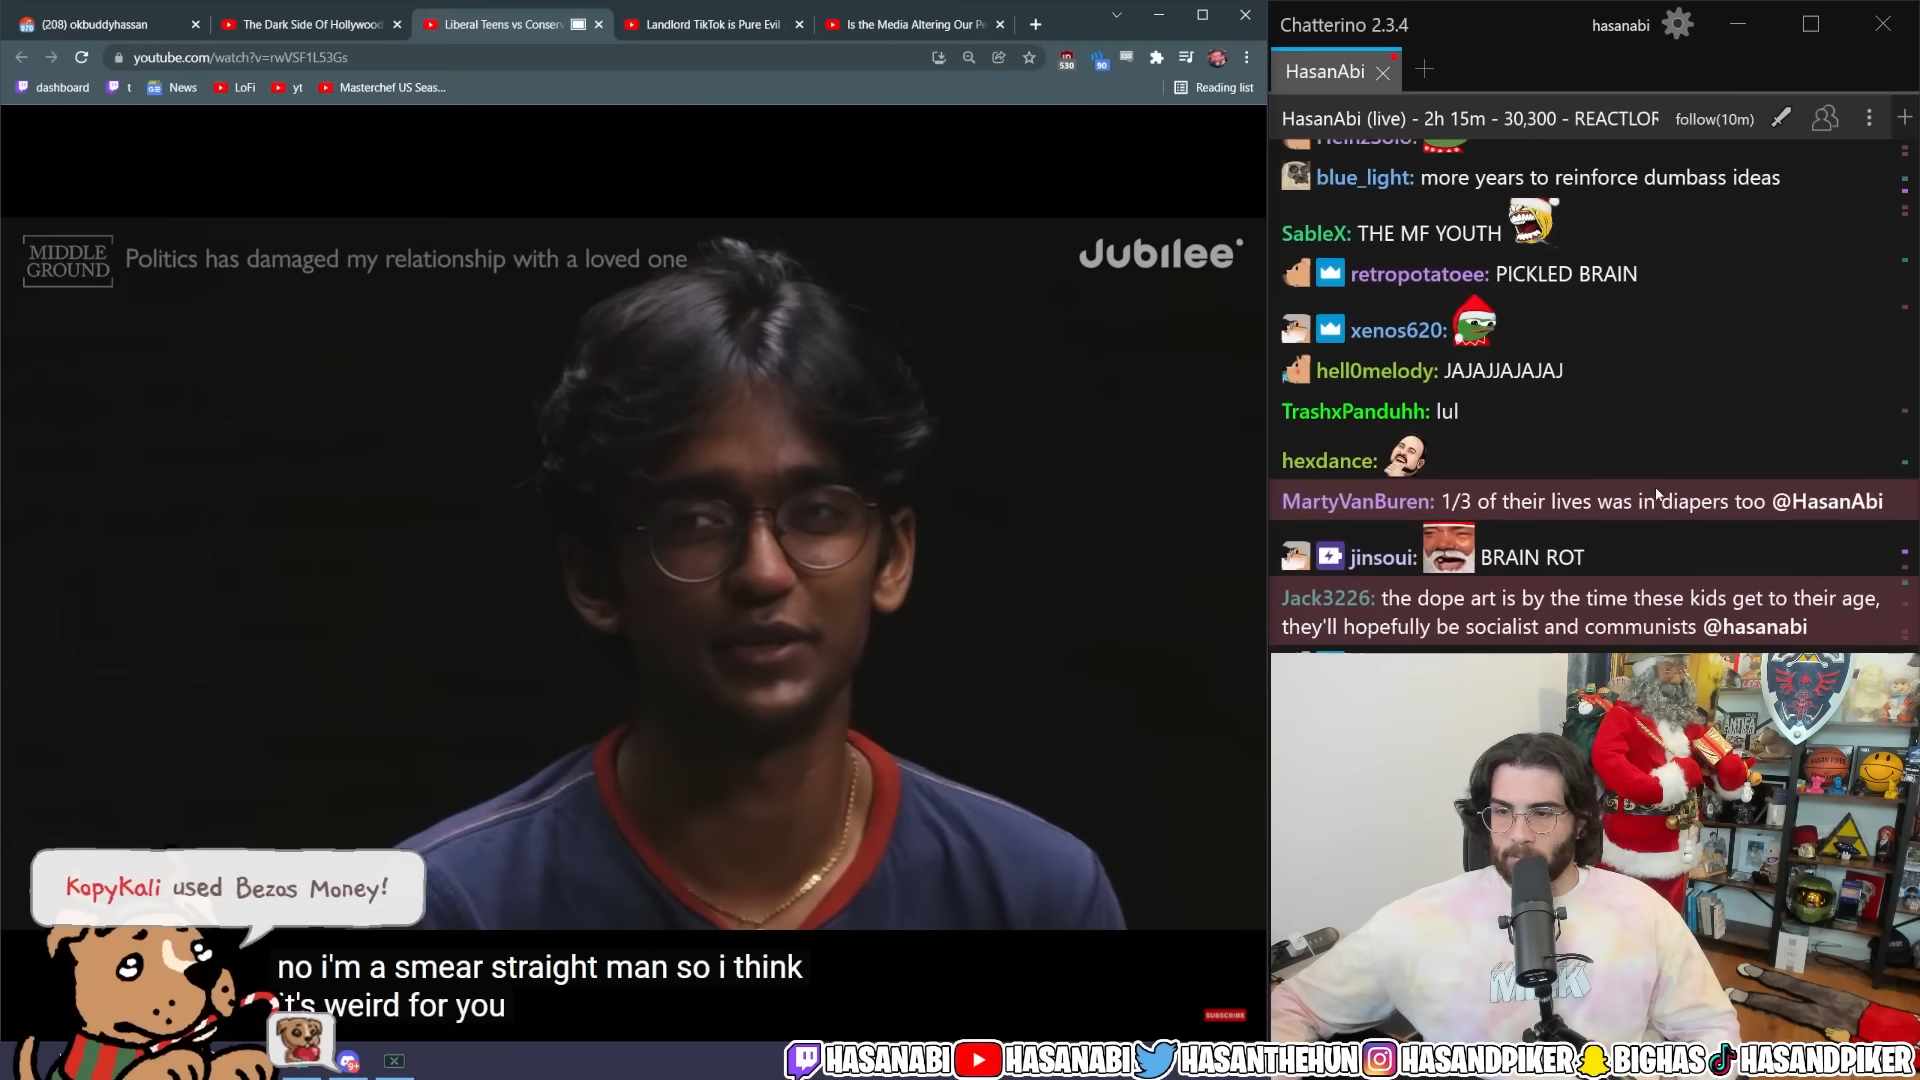 (208) okbuddyhassan
The Dark Side Of Hollywood
Liberal Teens vs Conser
Landlord TikTok is Pure Evil
Is the Media Altering Our Pe
youtube.com/watch?v=rwVSF1L53Gs
530
90
dashboard
t
News
LoFi
yt
Masterchef US Seas...
Reading list
MIDDLE
GROUND
Politics has damaged my relationship with a loved one
Jubilee
KopyKali used Bezos Money!
no i'm a smear straight man so i think
it's weird for you
SUBSCRIBE
9+
Chatterino 2.3.4
hasanabi
HasanAbi
HasanAbi (live) - 2h 15m - 30,300 - REACTLOR
follow(10m)
blue_light: more years to reinforce dumbass ideas
SableX: THE MF YOUTH
retropotatoee: PICKLED BRAIN
xenos620:
hell0melody: JAJAJJAJAJAJ
TrashxPanduhh: lul
hexdance:
MartyVanBuren: 1/3 of their lives was in diapers too @HasanAbi
jinsoui: BRAIN ROT
Jack3226: the dope art is by the time these kids get to their age,
they'll hopefully be socialist and communists @hasanabi
HASANABI
HASANABI
HASANTHEHUN
HASANDPIKER
BIGHAS
HASANDPIKER